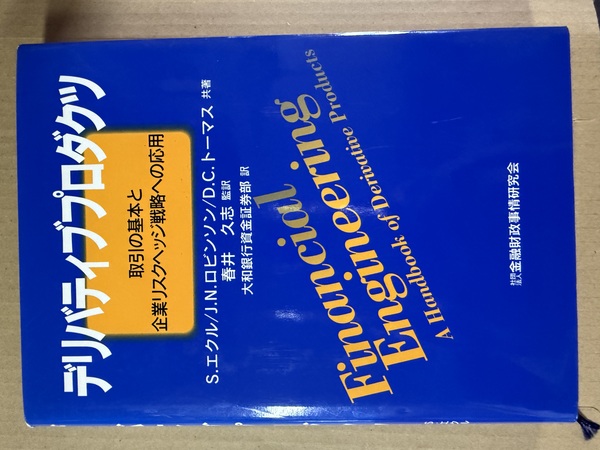 デリバティブプロダクツ
取引の基本と
企業リスクヘッジ戦略への応用
S.エクル/J.N.ロビンソン/D.C.トーマス 共著
春井 久志 監訳
大和銀行資金証券部 訳
Financial
Engineering
A Handbook of Derivative Products
社団法人 金融財政事情研究会